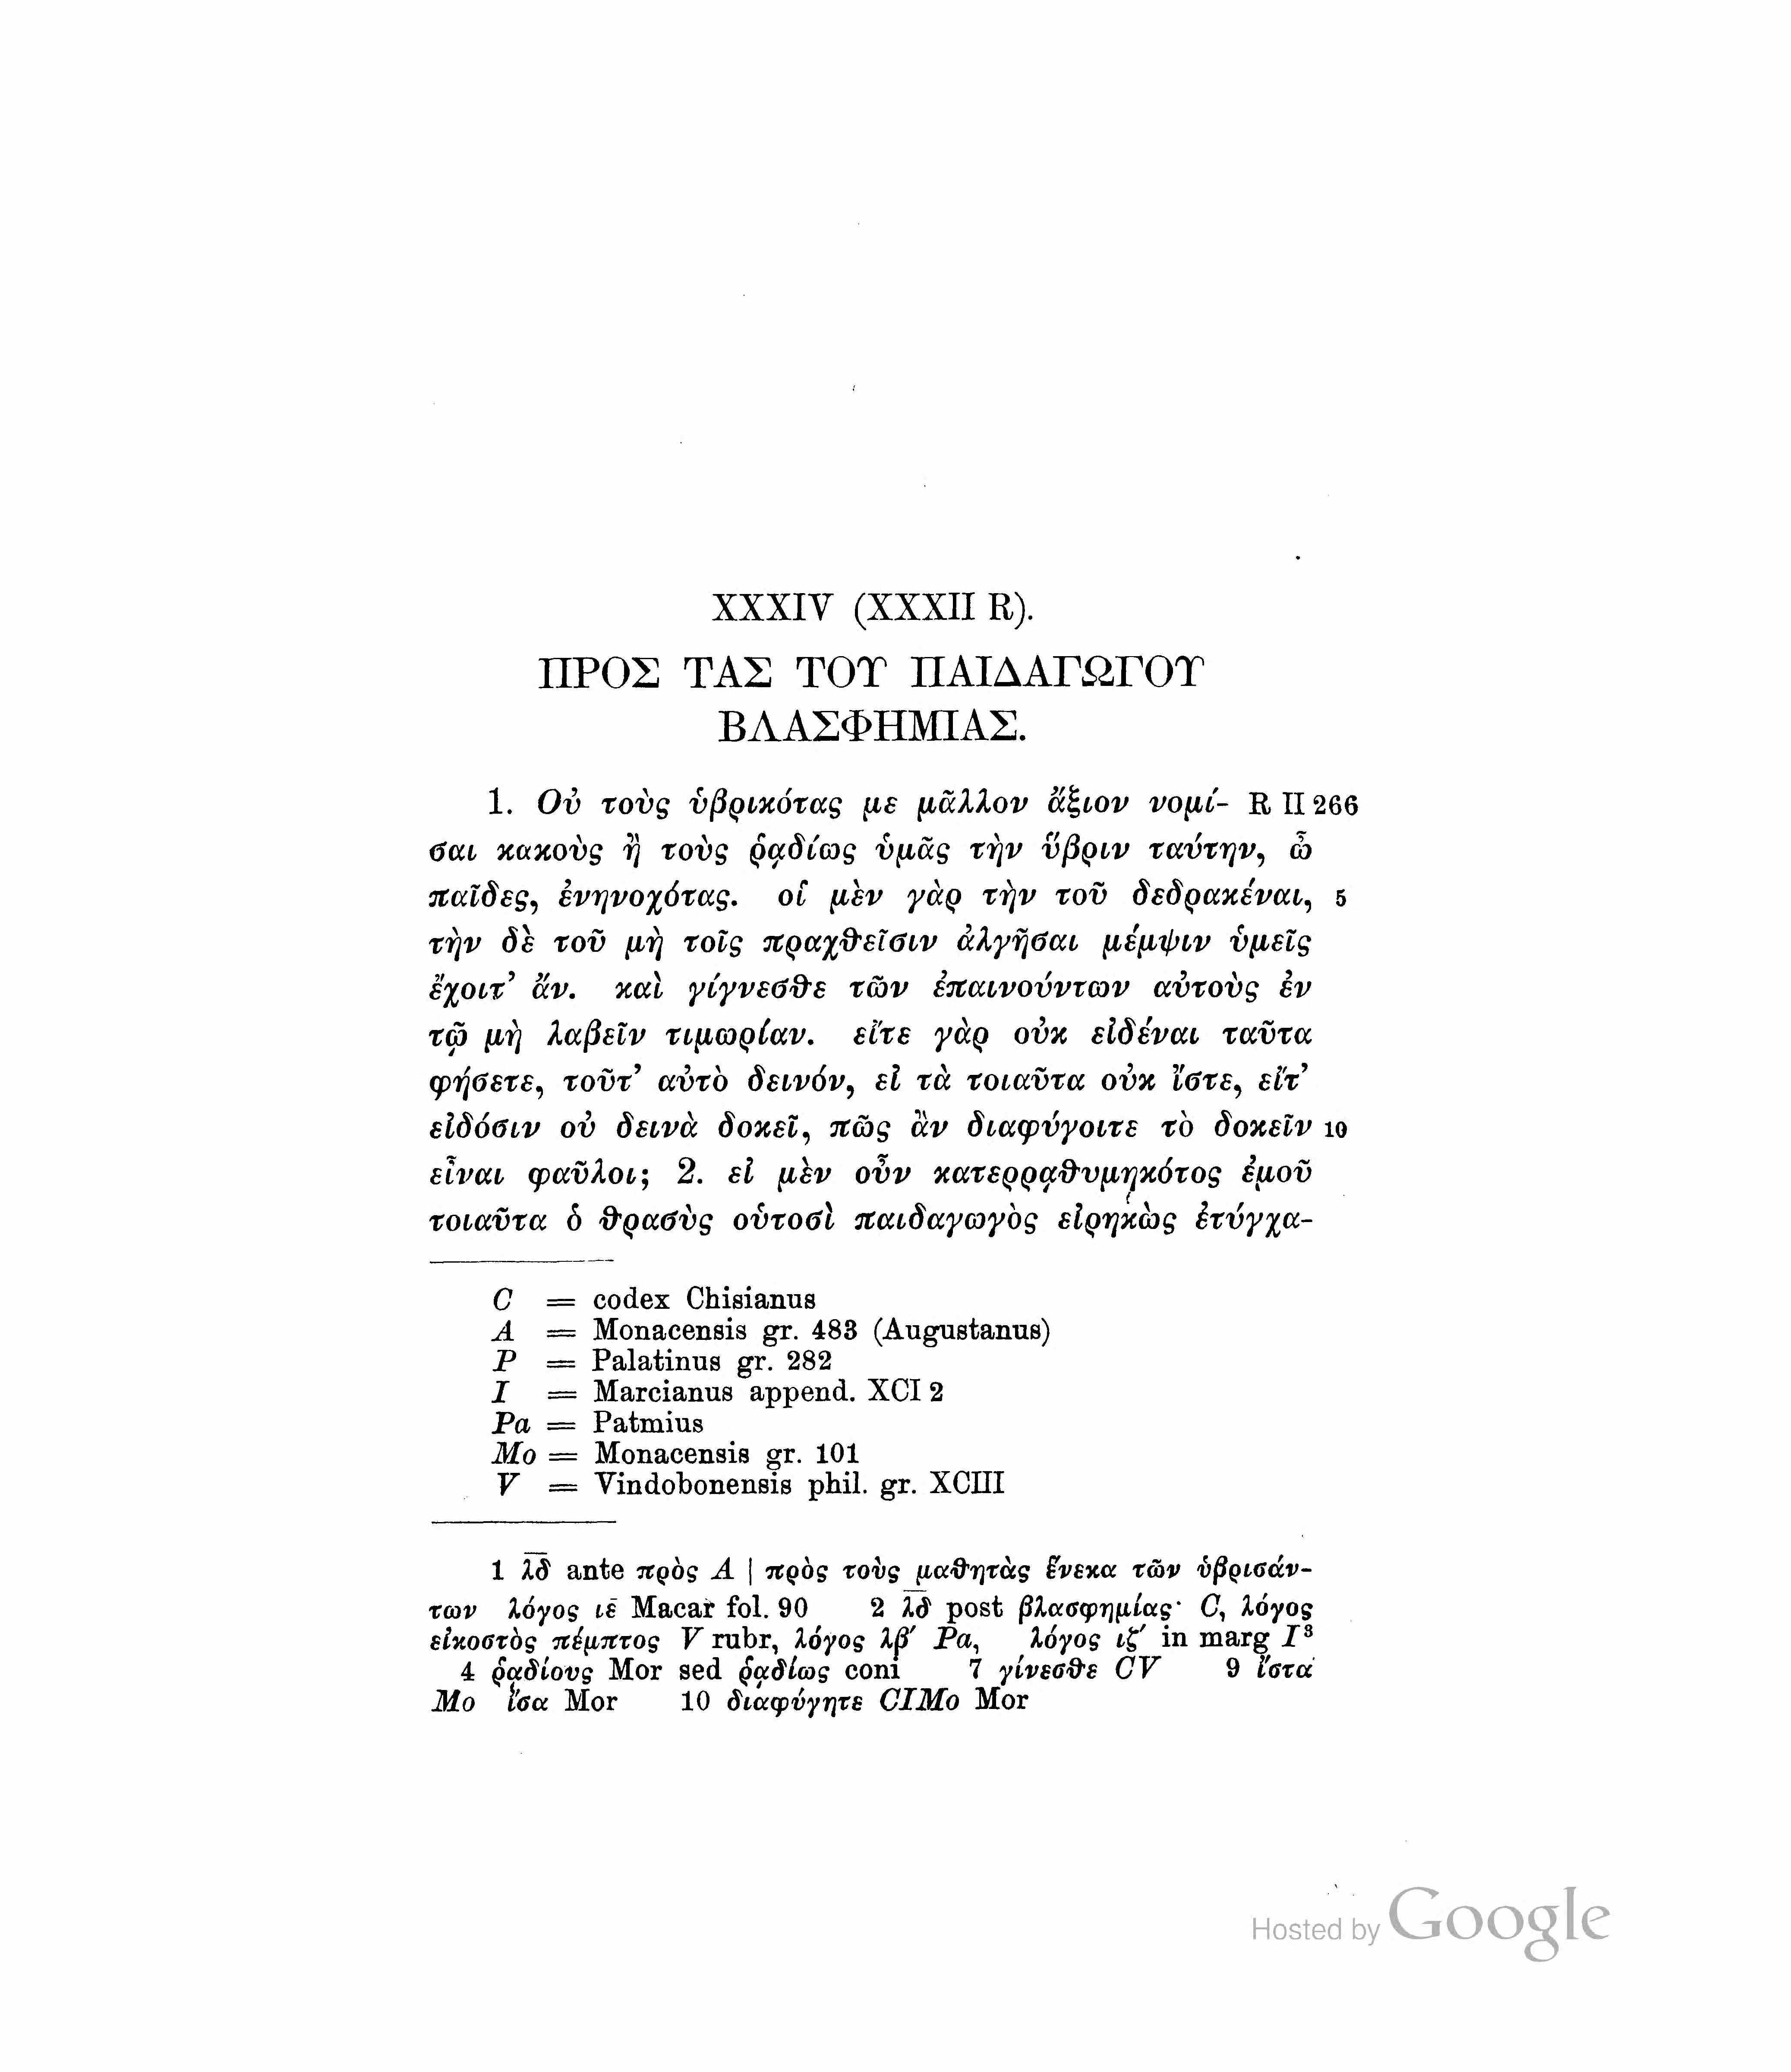 XXXIV (XXXII R).
ΠΡΟΣ ΤΑΣ ΤΟΥ ΠΑΙΔΑΓΩΓΟΥ
ΒΛΑΣΦΗΜΙΑΣ.
1. Οὐ τοὺς ὑβρικότας με μᾶλλον ἄξιον νομί- R II 266
σαι κακοὺς ἢ τοὺς ῥᾳδίως ὑμᾶς τὴν ὕβριν ταύτην, ὦ
παῖδες, ἐνηνοχότας. οἱ μὲν γὰρ τὴν τοῦ δεδρακέναι, 5
τὴν δὲ τοῦ μὴ τοῖς πραχθεῖσιν ἀλγῆσαι μέμψιν ὑμεῖς
ἔχοιτ’ ἄν. καὶ γίγνεσθε τῶν ἐπαινούντων αὐτοὺς ἐν
τῷ μὴ λαβεῖν τιμωρίαν. εἴτε γὰρ οὐκ εἰδέναι ταῦτα
φήσετε, τοῦτ’ αὐτὸ δεινόν, εἰ τὰ τοιαῦτα οὐκ ἴστε, εἴτ’
εἰδόσιν οὐ δεινὰ δοκεῖ, πῶς ἂν διαφύγοιτε τὸ δοκεῖν 10
εἶναι φαῦλοι; 2. εἰ μὲν οὖν κατερρᾳθυμηκότος ἐμοῦ
τοιαῦτα ὁ θρασὺς οὑτοσὶ παιδαγωγὸς εἰρηκὼς ἐτύγχα-
C = codex Chisianus
A = Monacensis gr. 483 (Augustanus)
P = Palatinus gr. 282
I = Marcianus append. XCI 2
Pa = Patmius
Mo = Monacensis gr. 101
V = Vindobonensis phil. gr. XCIII
1 λδ ante πρὸς A | πρὸς τοὺς μαθητὰς ἕνεκα τῶν ὑβρισάν-
των λόγος ιε Macar fol. 90 2 λδ post βλασφημίας· C, λόγος
εἰκοστὸς πέμπτος V rubr, λόγος λβ′ Pa, λόγος ιζ′ in marg I³
4 ῥᾳδίους Mor sed ῥᾳδίως coni 7 γίνεσθε CV 9 ἴστα
Mo ἴσα Mor 10 διαφύγητε CIMo Mor
Hosted by Google